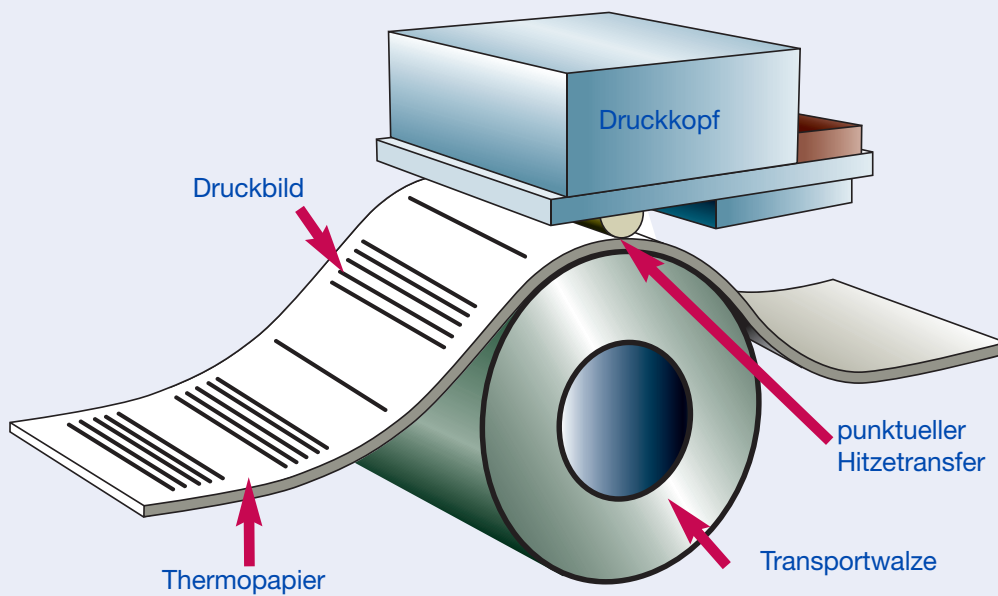 Druckkopf
Druckbild
punktueller
Hitzetransfer
Transportwalze
Thermopapier